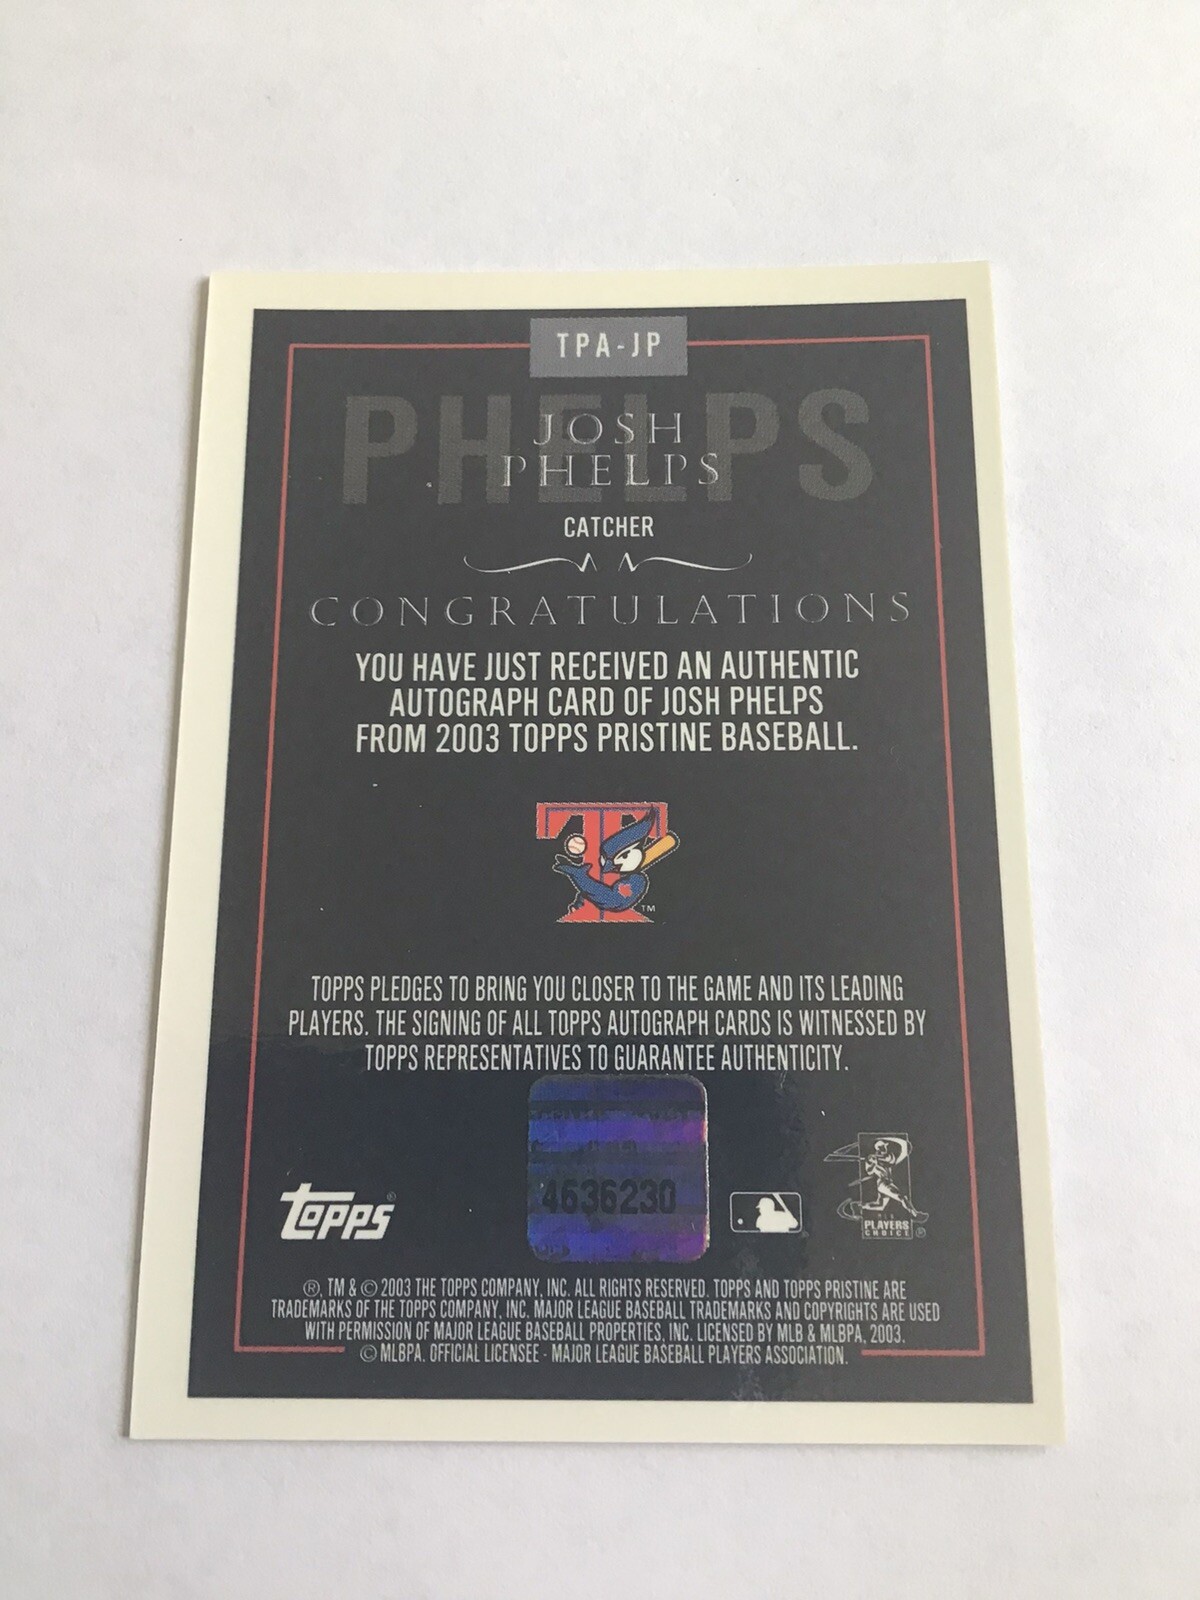 TPA-JP
PHELPS
JOSH
PHELPS
CATCHER
CONGRATULATIONS
YOU HAVE JUST RECEIVED AN AUTHENTIC
AUTOGRAPH CARD OF JOSH PHELPS
FROM 2003 TOPPS PRISTINE BASEBALL.
T
TM
TOPPS PLEDGES TO BRING YOU CLOSER TO THE GAME AND ITS LEADING
PLAYERS. THE SIGNING OF ALL TOPPS AUTOGRAPH CARDS IS WITNESSED BY
TOPPS REPRESENTATIVES TO GUARANTEE AUTHENTICITY.
4636230
topps®
PLAYERS
CHOICE ®
®, TM & © 2003 THE TOPPS COMPANY, INC. ALL RIGHTS RESERVED. TOPPS AND TOPPS PRISTINE ARE
TRADEMARKS OF THE TOPPS COMPANY, INC. MAJOR LEAGUE BASEBALL TRADEMARKS AND COPYRIGHTS ARE USED
WITH PERMISSION OF MAJOR LEAGUE BASEBALL PROPERTIES, INC. LICENSED BY MLB & MLBPA, 2003.
© MLBPA. OFFICIAL LICENSEE - MAJOR LEAGUE BASEBALL PLAYERS ASSOCIATION.